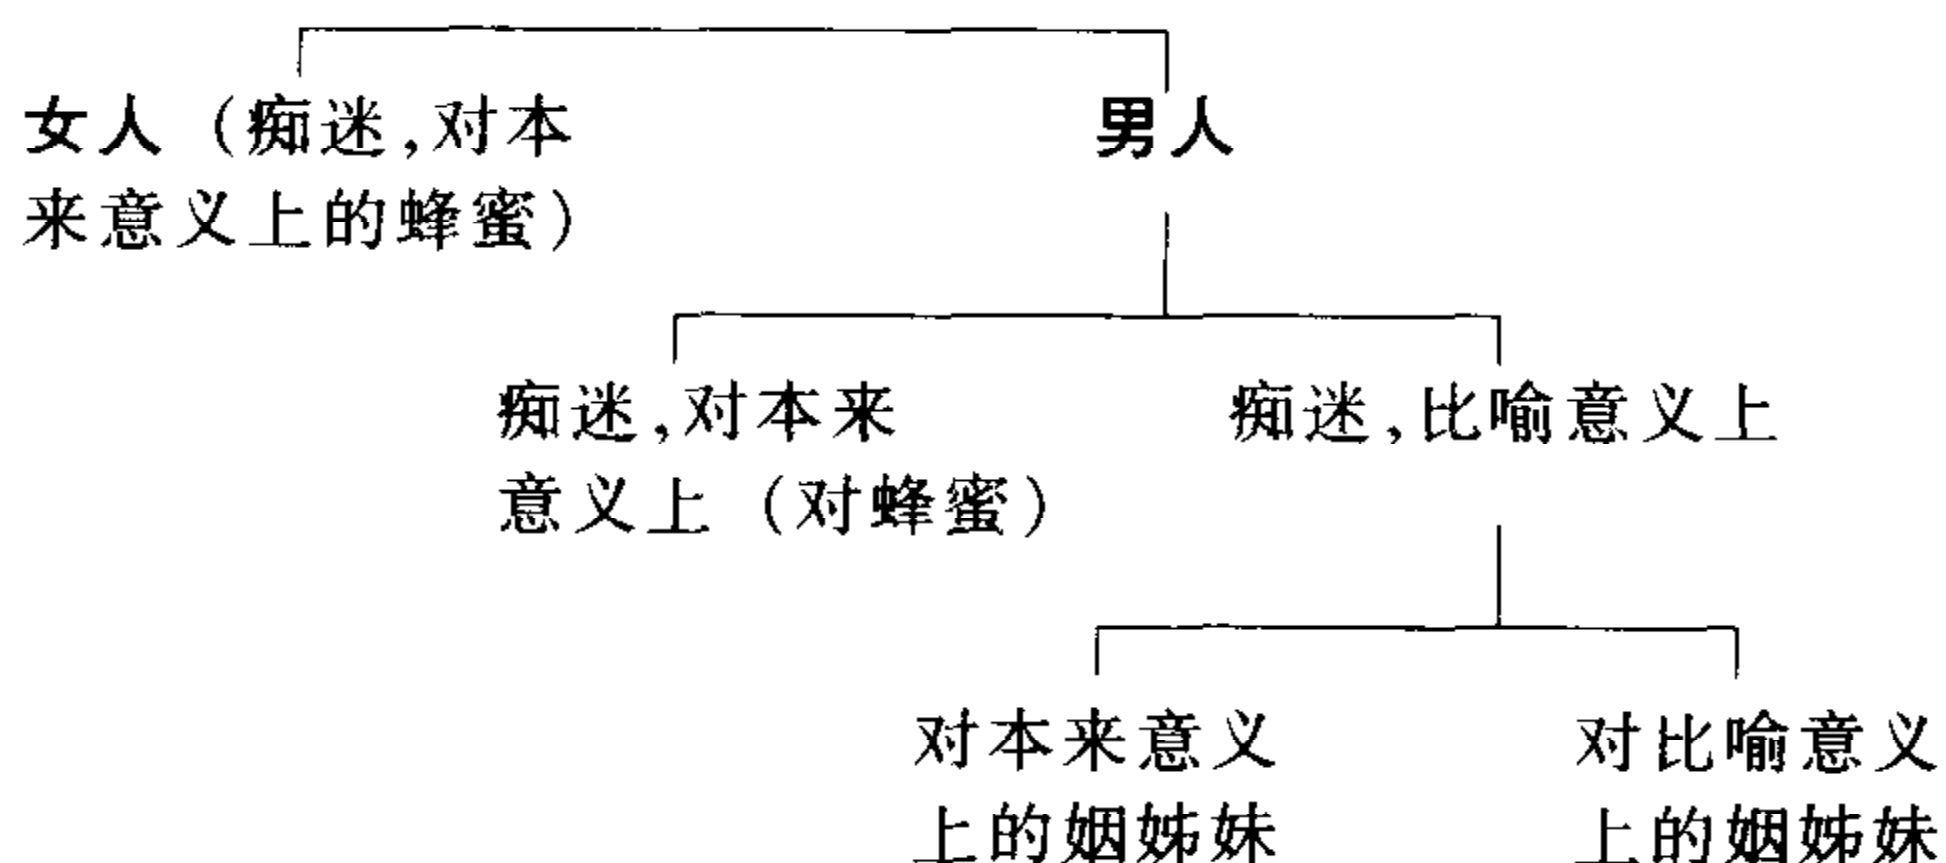 女人（痴迷,对本
来意义上的蜂蜜）
男人
痴迷,对本来
意义上（对蜂蜜）
痴迷,比喻意义上
对本来意义
上的姻姊妹
对比喻意义
上的姻姊妹